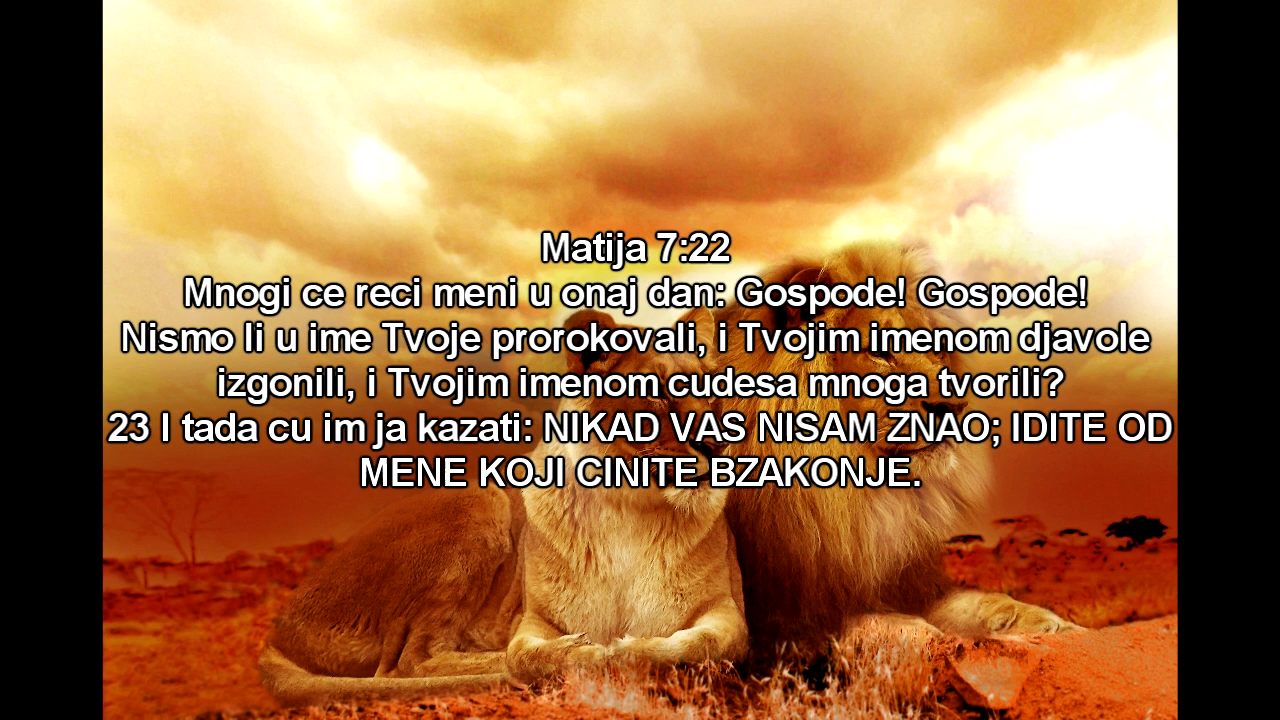 Matija 7:22
Mnogi ce reci meni u onaj dan: Gospode! Gospode!
Nismo li u ime Tvoje prorokovali, i Tvojim imenom djavole
izgonili, i Tvojim imenom cudesa mnoga tvorili?
23 I tada cu im ja kazati: NIKAD VAS NISAM ZNAO; IDITE OD
MENE KOJI CINITE BZAKONJE.